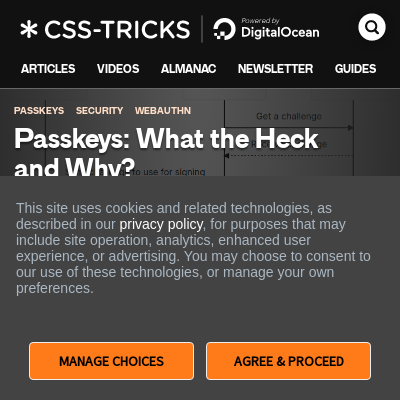 CSS-TRICKS
Powered by
DigitalOcean
ARTICLES VIDEOS ALMANAC NEWSLETTER GUIDES
PASSKEYS SECURITY WEBAUTHN
Get a challenge
Passkeys: What the Heck
and Why?
to use for signing
This site uses cookies and related technologies, as
described in our privacy policy, for purposes that may
include site operation, analytics, enhanced user
experience, or advertising. You may choose to consent to
our use of these technologies, or manage your own
preferences.
MANAGE CHOICES AGREE & PROCEED